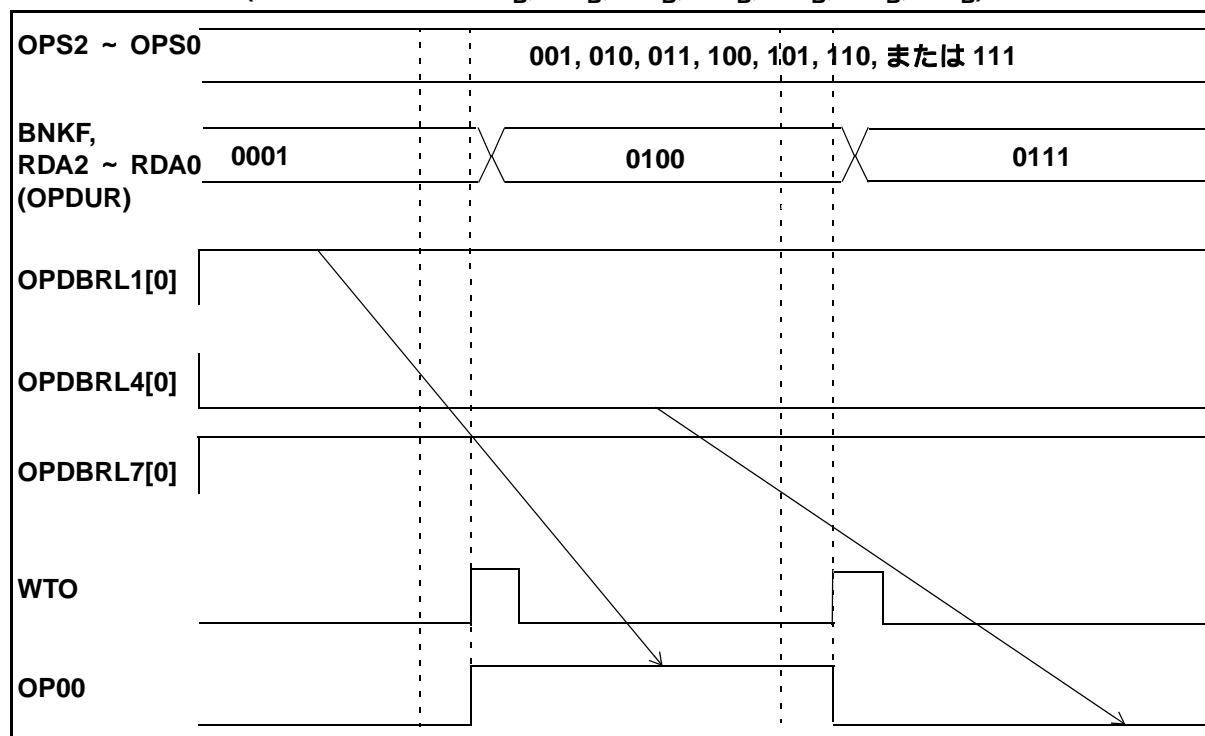 OPS2 ~ OPS0
001, 010, 011, 100, 101, 110, または 111
BNKF,
RDA2 ~ RDA0
(OPDUR)
0001
0100
0111
OPDBRL1[0]
OPDBRL4[0]
OPDBRL7[0]
WTO
OP00